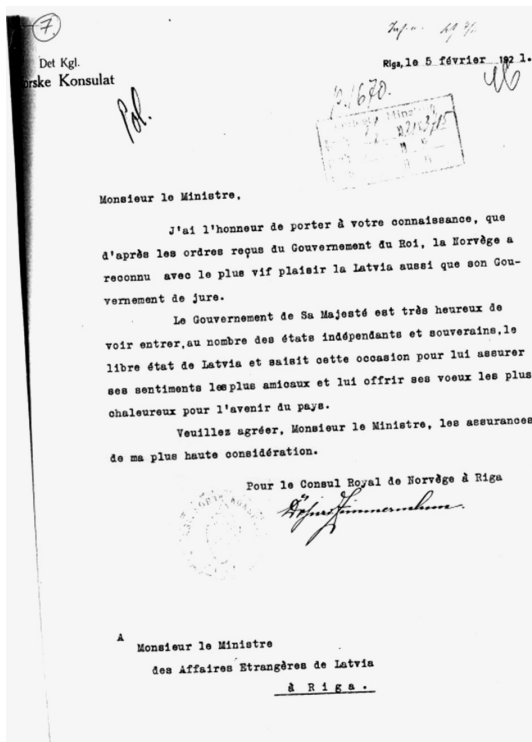 7.
Det Kgl.
orske Konsulat
Riga, le 5 février 1921.
Pol.
p.1670.
Monsieur le Ministre,
J'ai l'honneur de porter à votre connaissance, que
d'après les ordres reçus du Gouvernement du Roi, la Norvège a
reconnu avec le plus vif plaisir la Latvia aussi que son Gou-
vernement de jure.
Le Gouvernement de Sa Majesté est très heureux de
voir entrer,au nombre des états indépendants et souverains,le
libre état de Latvia et saisit cette occasion pour lui assurer
ses sentiments les plus amicaux et lui offrir ses voeux les plus
chaleureux pour l'avenir du pays.
Veuillez agréer, Monsieur le Ministre, les assurances
de ma plus haute considération.
Pour le Consul Royal de Norvège à Riga
A
Monsieur le Ministre
des Affaires Etrangères de Latvia
à Riga.